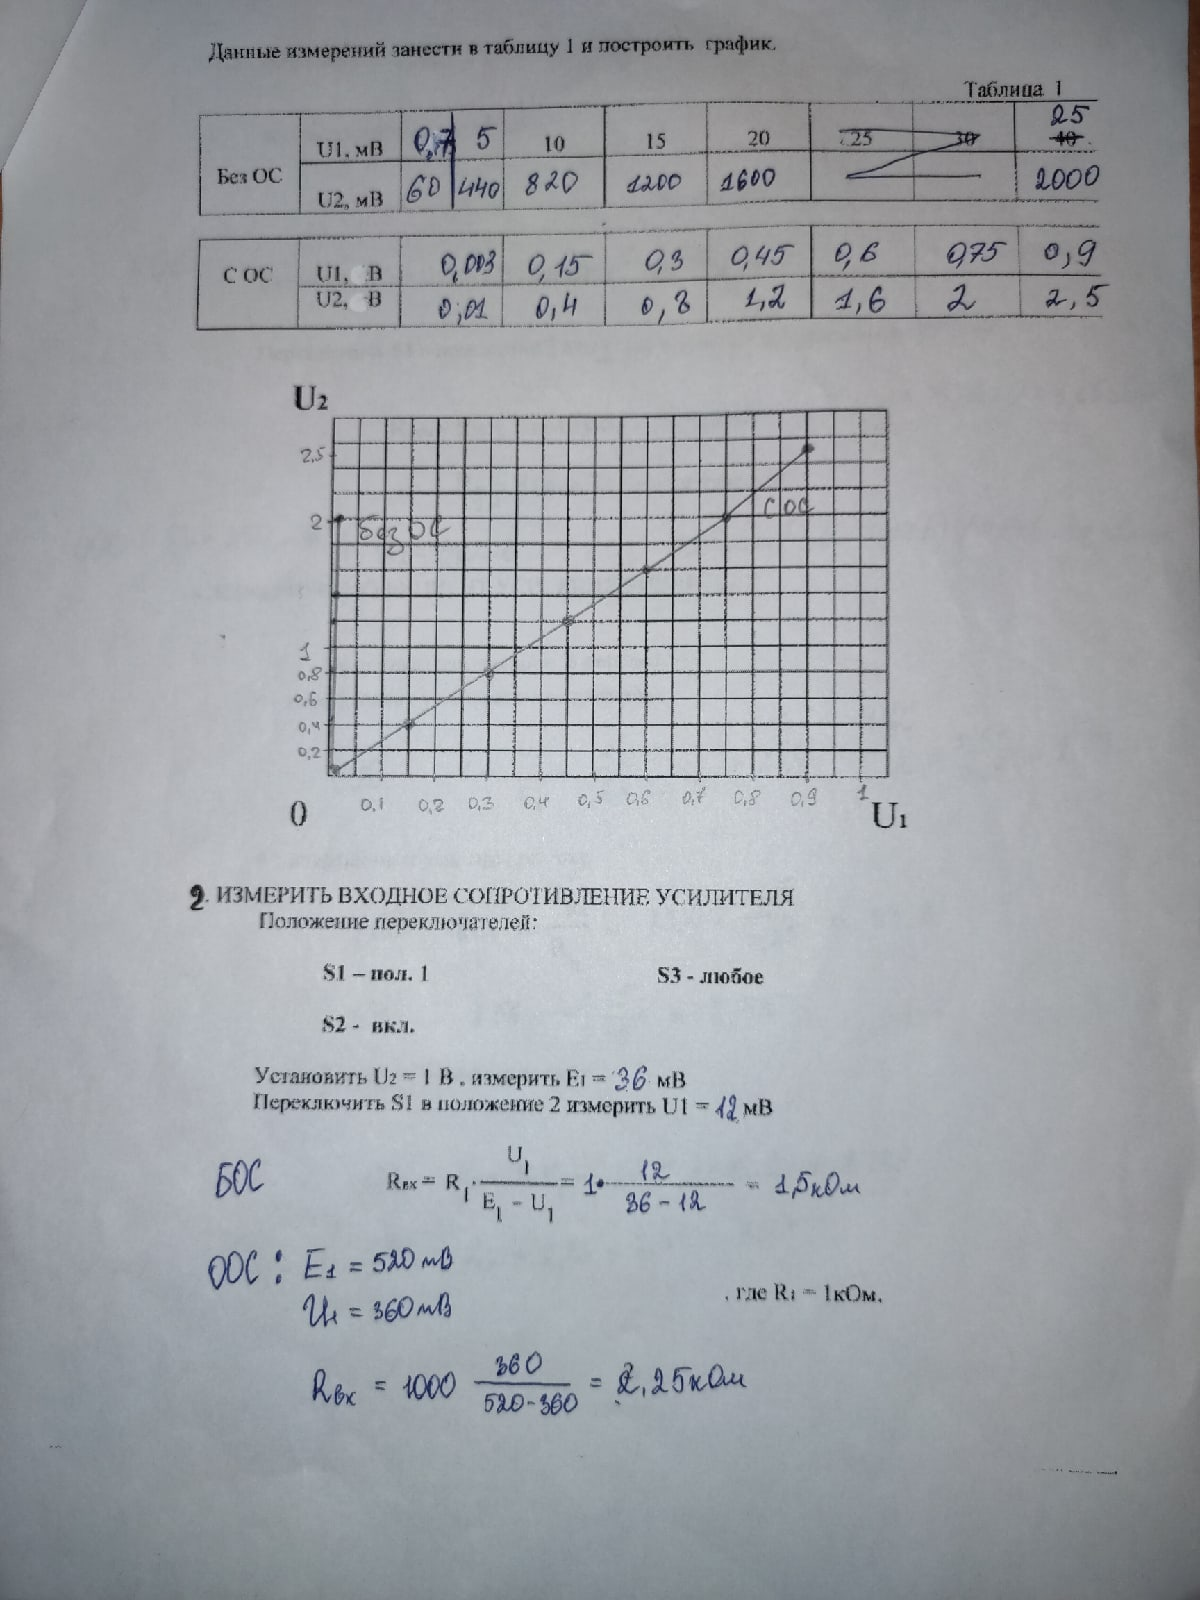 Данные измерений занести в таблицу 1 и построить график.
Таблица 1
Без ОС
U1, мВ 0,7 5 10 15 20 25 30 40 25
U2, мВ 60 440 820 1200 1600 2000
С ОС
U1, В 0,003 0,15 0,3 0,45 0,6 0,75 0,9
U2, В 0,01 0,4 0,8 1,2 1,6 2 2,5
U2
2,5
2
Без ОС
С ОС
1
0,8
0,6
0,4
0,2
0,1 0,2 0,3 0,4 0,5 0,6 0,7 0,8 0,9 1
0 U1
2. ИЗМЕРИТЬ ВХОДНОЕ СОПРОТИВЛЕНИЕ УСИЛИТЕЛЯ
Положение переключателей:
S1 – пол. 1 S3 - любое
S2 - вкл.
Установить U2 = 1 В , измерить E1 = 36 мВ
Переключить S1 в положение 2 измерить U1 = 12 мВ
БОС Rвх = R1 · U1 / (E1 - U1) = 1 · 12 / (36 - 12) = 1,5 кОм
ООС : E1 = 520 мВ
U1 = 360 мВ
, где R1 = 1кОм.
Rвх = 1000 360 / (520-360) = 2,25 кОм